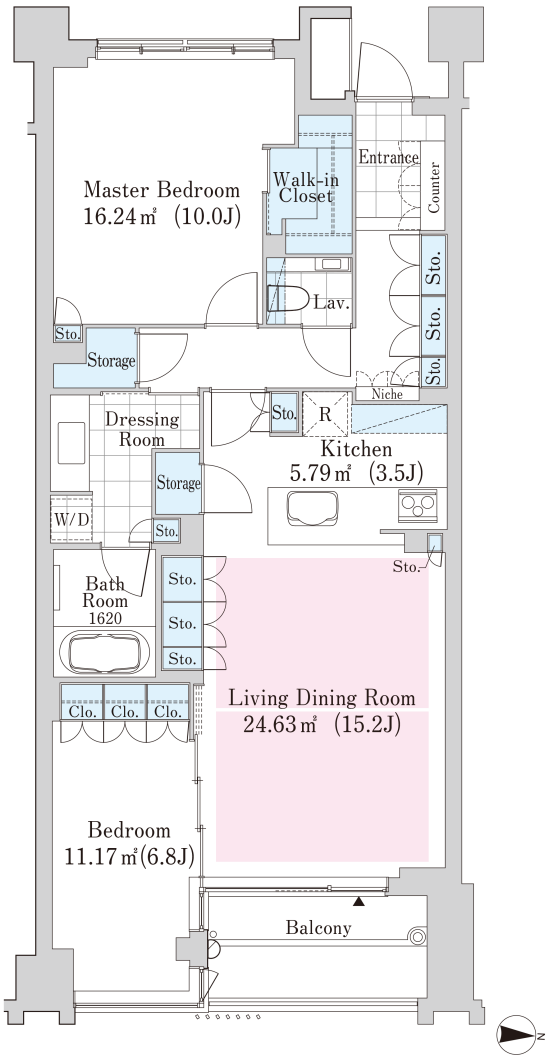 Master Bedroom
16.24㎡ (10.0J)
Walk-in
Closet
Entrance
Counter
Lav.
Sto.
Sto.
Sto.
Sto.
Storage
Niche
Dressing
Room
Sto.
R
Kitchen
5.79㎡ (3.5J)
Storage
W/D
Sto.
Sto.
Bath
Room
1620
Sto.
Sto.
Sto.
Living Dining Room
24.63㎡ (15.2J)
Clo.
Clo.
Clo.
Bedroom
11.17㎡(6.8J)
Balcony
N